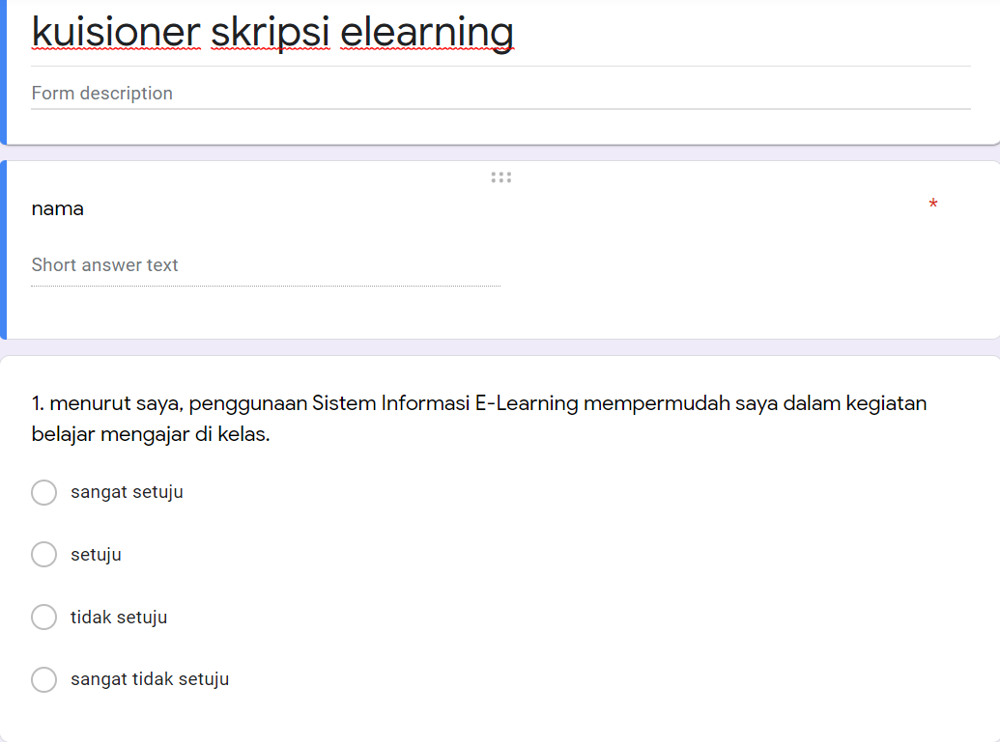 kuisioner skripsi elearning
Form description
nama
*
Short answer text
1. menurut saya, penggunaan Sistem Informasi E-Learning mempermudah saya dalam kegiatan
belajar mengajar di kelas.
sangat setuju
setuju
tidak setuju
sangat tidak setuju